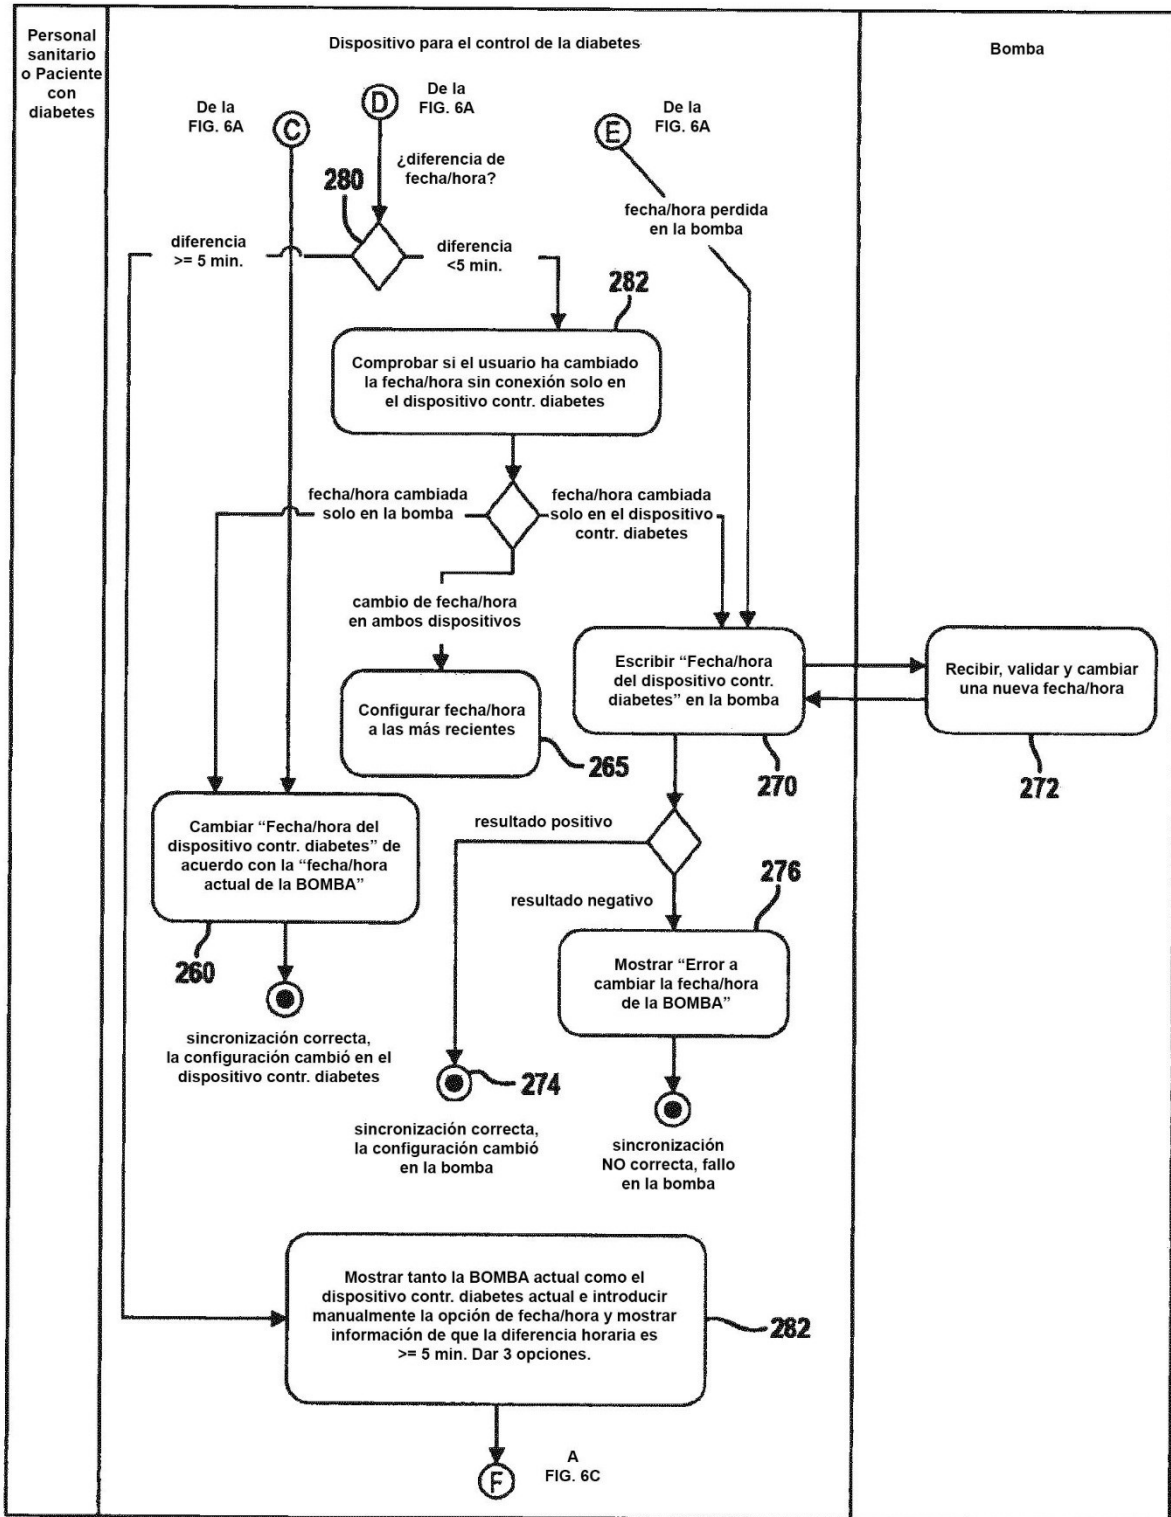 Personal
sanitario
o Paciente
con
diabetes
Dispositivo para el control de la diabetes
Bomba
De la
FIG. 6A
C
D
De la
FIG. 6A
E
De la
FIG. 6A
¿diferencia de
fecha/hora?
280
fecha/hora perdida
en la bomba
diferencia
>= 5 min.
diferencia
<5 min.
282
Comprobar si el usuario ha cambiado
la fecha/hora sin conexión solo en
el dispositivo contr. diabetes
fecha/hora cambiada
solo en la bomba
fecha/hora cambiada
solo en el dispositivo
contr. diabetes
cambio de fecha/hora
en ambos dispositivos
Configurar fecha/hora
a las más recientes
265
Escribir “Fecha/hora
del dispositivo contr.
diabetes” en la bomba
270
Recibir, validar y cambiar
una nueva fecha/hora
272
Cambiar “Fecha/hora del
dispositivo contr. diabetes” de
acuerdo con la “fecha/hora
actual de la BOMBA”
260
resultado positivo
resultado negativo
276
Mostrar “Error a
cambiar la fecha/hora
de la BOMBA”
sincronización correcta,
la configuración cambió en el
dispositivo contr. diabetes
274
sincronización correcta,
la configuración cambió
en la bomba
sincronización
NO correcta, fallo
en la bomba
Mostrar tanto la BOMBA actual como el
dispositivo contr. diabetes actual e introducir
manualmente la opción de fecha/hora y mostrar
información de que la diferencia horaria es
>= 5 min. Dar 3 opciones.
282
F
A
FIG. 6C